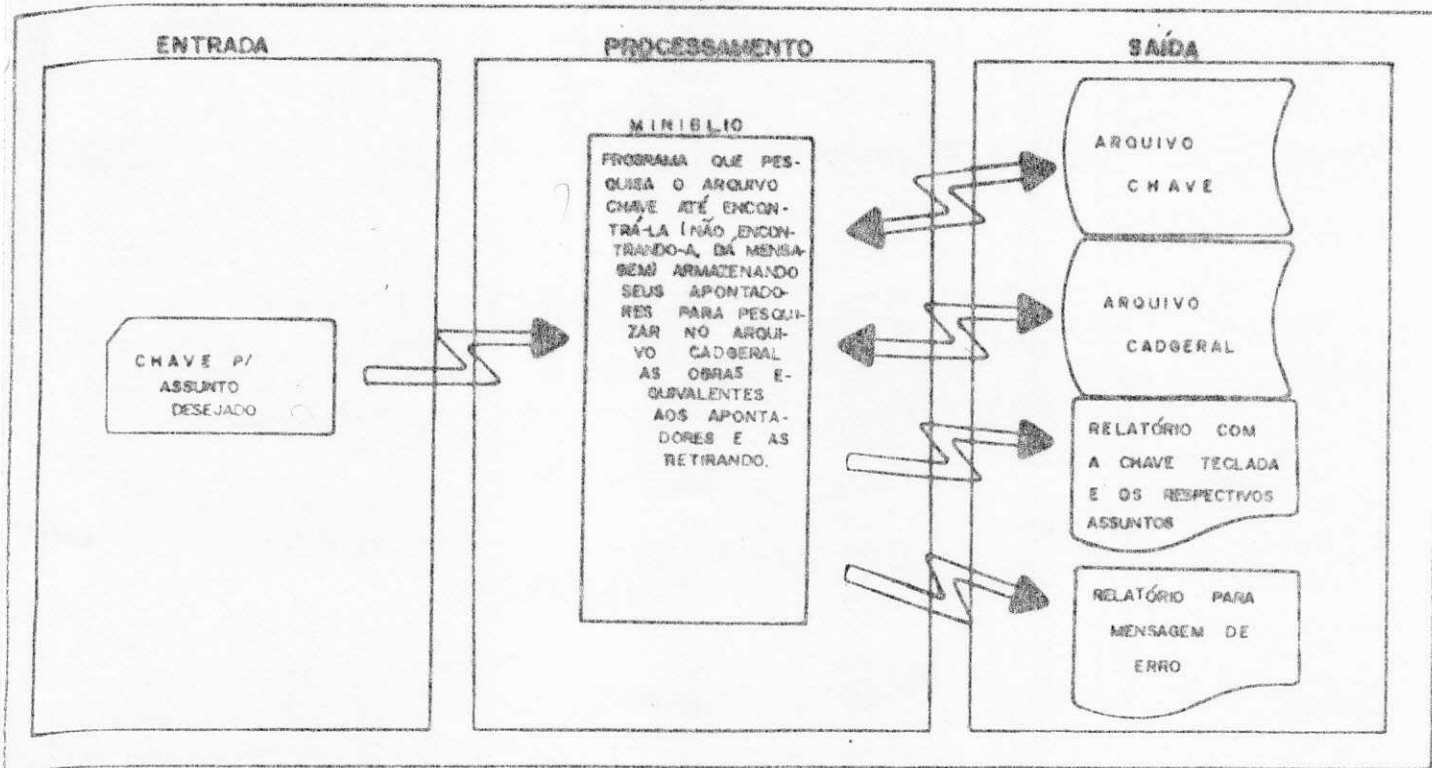 ENTRADA
CHAVE P/
ASSUNTO
DESEJADO
PROCESSAMENTO
MINIBLIO
PROGRAMA QUE PES-
QUISA O ARQUIVO
CHAVE ATÉ ENCON-
TRÁ-LA (NÃO ENCON-
TRANDO-A, DÁ MENSA-
GEM) ARMAZENANDO
SEUS APONTADO-
RES PARA PESQUI-
ZAR NO ARQUI-
VO CADGERAL
AS OBRAS E-
QUIVALENTES
AOS APONTA-
DORES E AS
RETIRANDO.
SAÍDA
ARQUIVO
CHAVE
ARQUIVO
CADGERAL
RELATÓRIO COM
A CHAVE TECLADA
E OS RESPECTIVOS
ASSUNTOS
RELATÓRIO PARA
MENSAGEM DE
ERRO